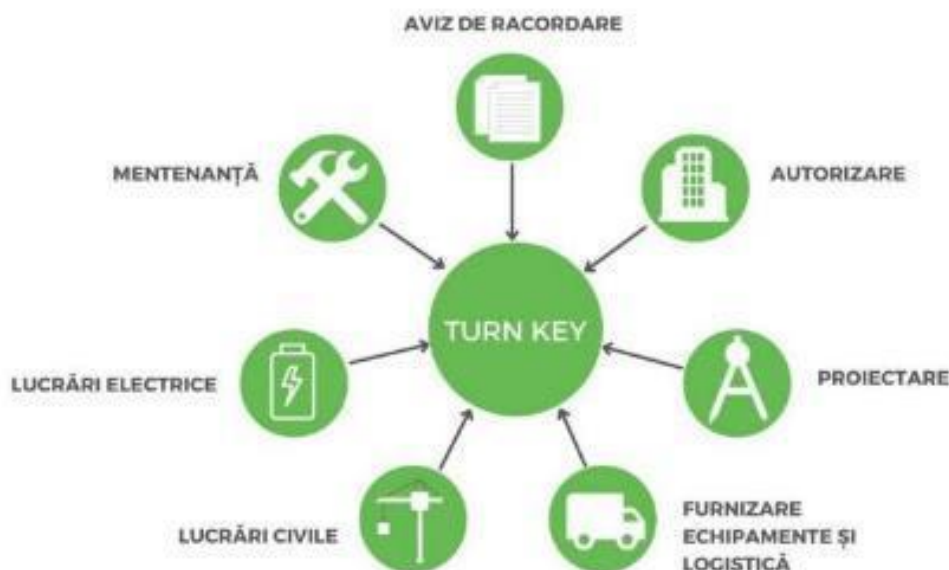 AVIZ DE RACORDARE
MENTENANȚĂ
AUTORIZARE
TURN KEY
LUCRĂRI ELECTRICE
PROIECTARE
LUCRĂRI CIVILE
FURNIZARE
ECHIPAMENTE ȘI
LOGISTICĂ